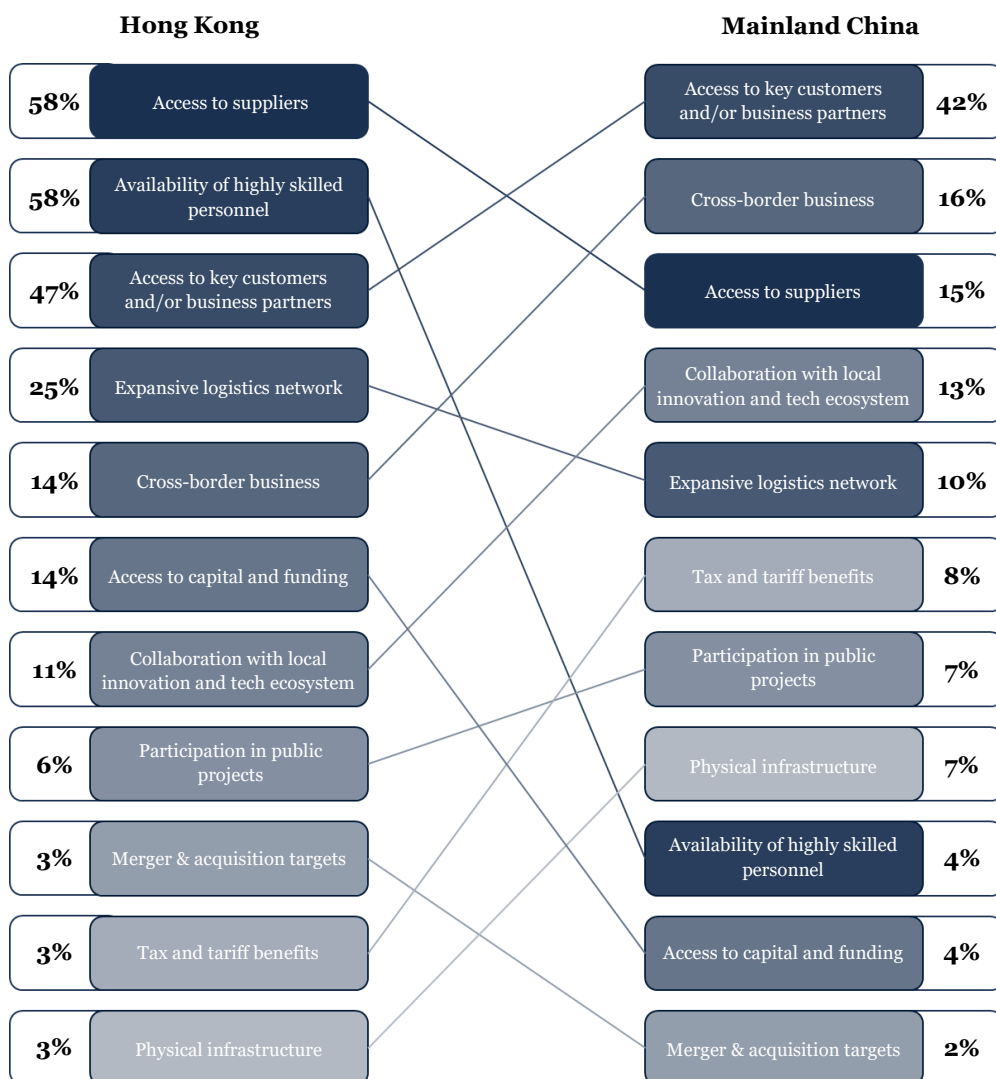 Hong Kong
58%
Access to suppliers
58%
Availability of highly skilled
personnel
47%
Access to key customers
and/or business partners
25%
Expansive logistics network
14%
Cross-border business
14%
Access to capital and funding
11%
Collaboration with local
innovation and tech ecosystem
6%
Participation in public
projects
3%
Merger & acquisition targets
3%
Tax and tariff benefits
3%
Physical infrastructure
Mainland China
Access to key customers
and/or business partners
42%
Cross-border business
16%
Access to suppliers
15%
Collaboration with local
innovation and tech ecosystem
13%
Expansive logistics network
10%
Tax and tariff benefits
8%
Participation in public
projects
7%
Physical infrastructure
7%
Availability of highly skilled
personnel
4%
Access to capital and funding
4%
Merger & acquisition targets
2%